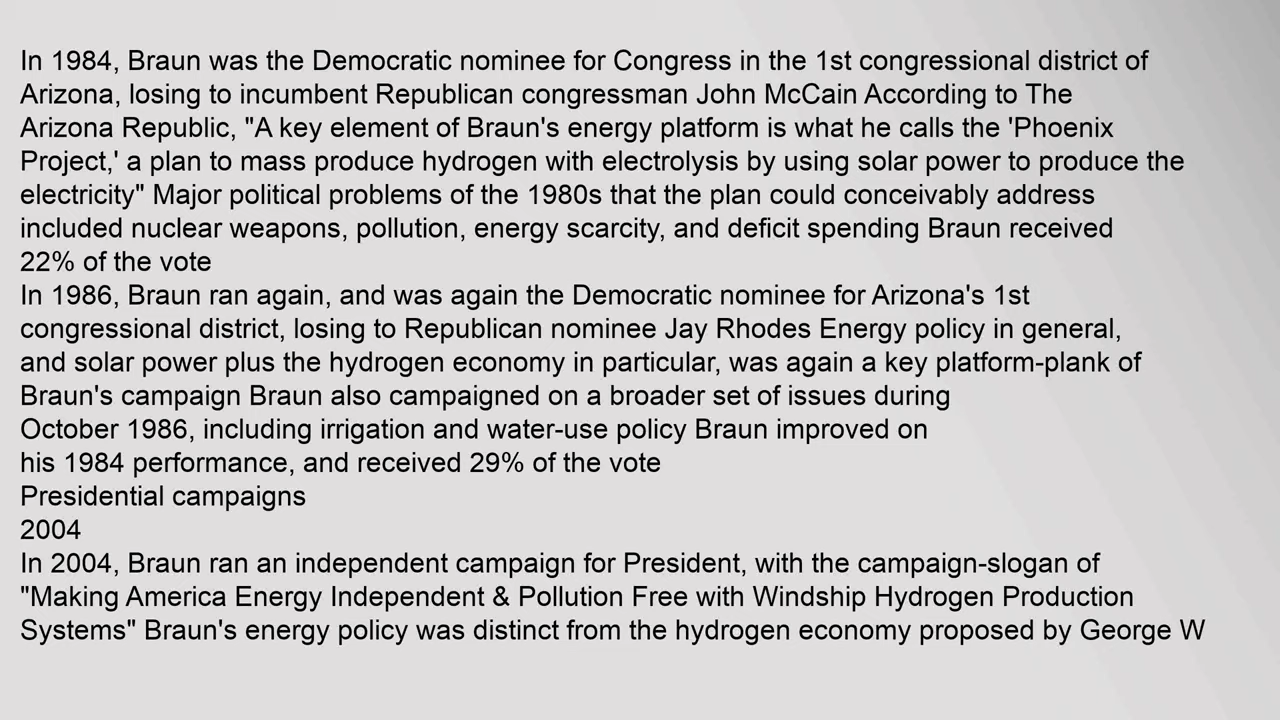 In 1984, Braun was the Democratic nominee for Congress in the 1st congressional district of
Arizona, losing to incumbent Republican congressman John McCain According to The
Arizona Republic, "A key element of Braun's energy platform is what he calls the 'Phoenix
Project,' a plan to mass produce hydrogen with electrolysis by using solar power to produce the
electricity" Major political problems of the 1980s that the plan could conceivably address
included nuclear weapons, pollution, energy scarcity, and deficit spending Braun received
22% of the vote
In 1986, Braun ran again, and was again the Democratic nominee for Arizona's 1st
congressional district, losing to Republican nominee Jay Rhodes Energy policy in general,
and solar power plus the hydrogen economy in particular, was again a key platform-plank of
Braun's campaign Braun also campaigned on a broader set of issues during
October 1986, including irrigation and water-use policy Braun improved on
his 1984 performance, and received 29% of the vote
Presidential campaigns
2004
In 2004, Braun ran an independent campaign for President, with the campaign-slogan of
"Making America Energy Independent & Pollution Free with Windship Hydrogen Production
Systems" Braun's energy policy was distinct from the hydrogen economy proposed by George W